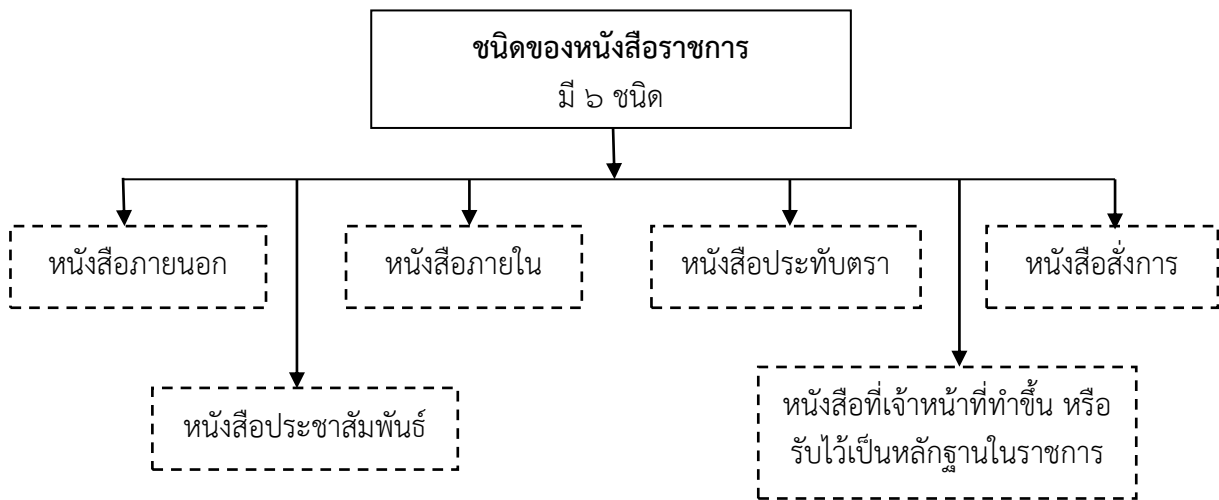 ชนิดของหนังสือราชการ
มี ๖ ชนิด
หนังสือภายนอก
หนังสือภายใน
หนังสือประทับตรา
หนังสือสั่งการ
หนังสือประชาสัมพันธ์
หนังสือที่เจ้าหน้าที่ทำขึ้น หรือ
รับไว้เป็นหลักฐานในราชการ